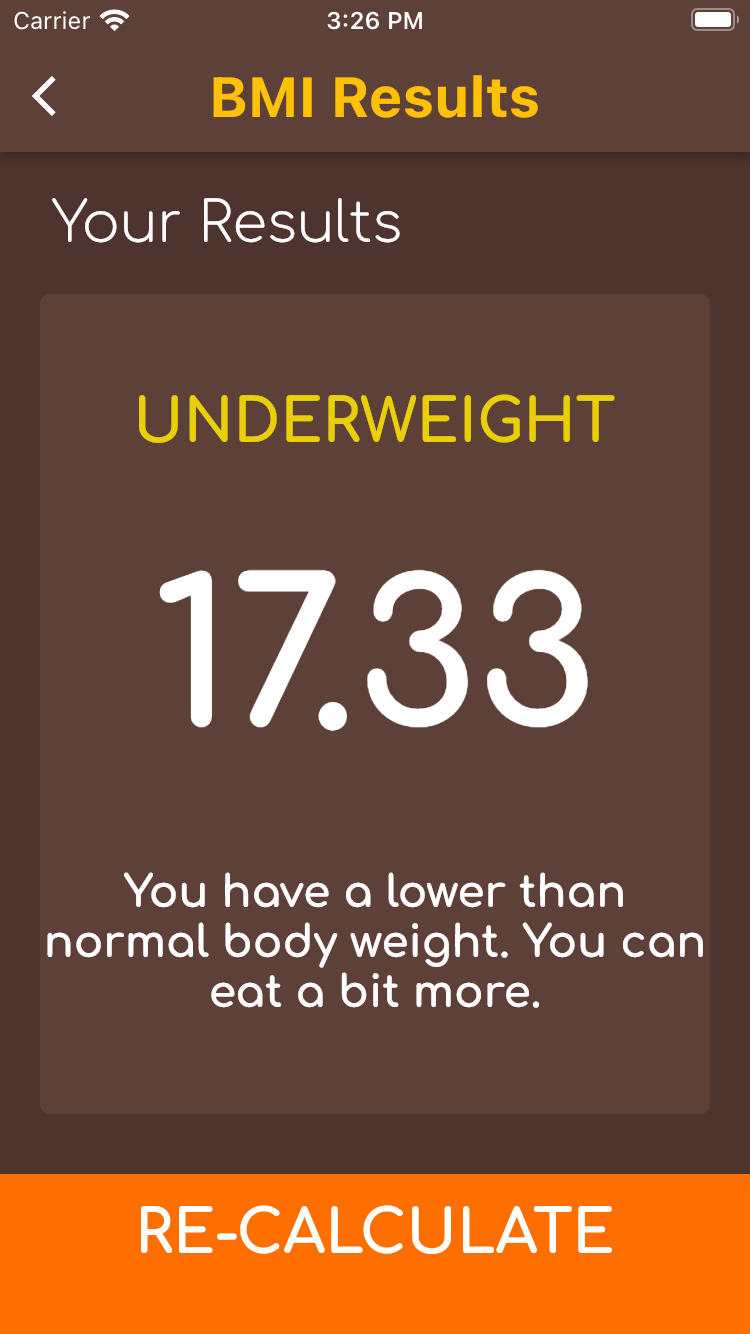 Carrier 3:26 PM
BMI Results
Your Results
UNDERWEIGHT
17.33
You have a lower than
normal body weight. You can
eat a bit more.
RE-CALCULATE